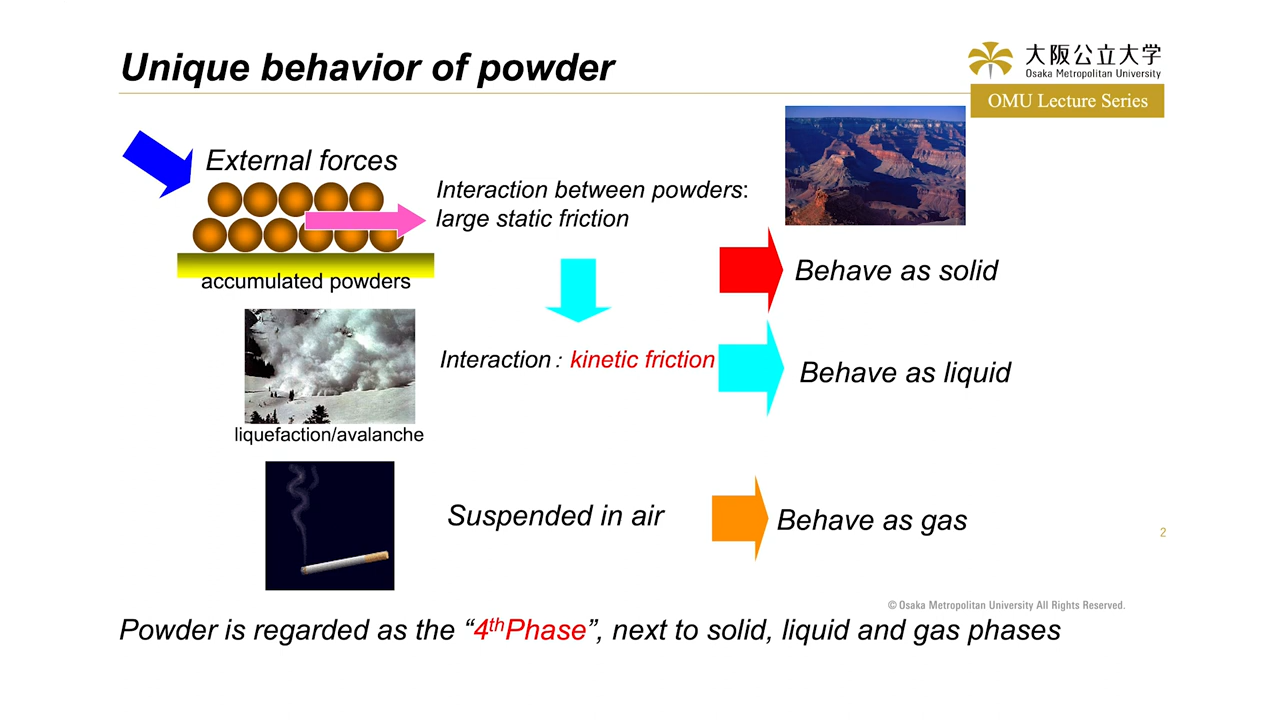 Unique behavior of powder
大阪公立大学
Osaka Metropolitan University
OMU Lecture Series
External forces
Interaction between powders:
large static friction
accumulated powders
Behave as solid
Interaction： kinetic friction
Behave as liquid
liquefaction/avalanche
Suspended in air
Behave as gas
2
© Osaka Metropolitan University All Rights Reserved.
Powder is regarded as the “4thPhase”, next to solid, liquid and gas phases